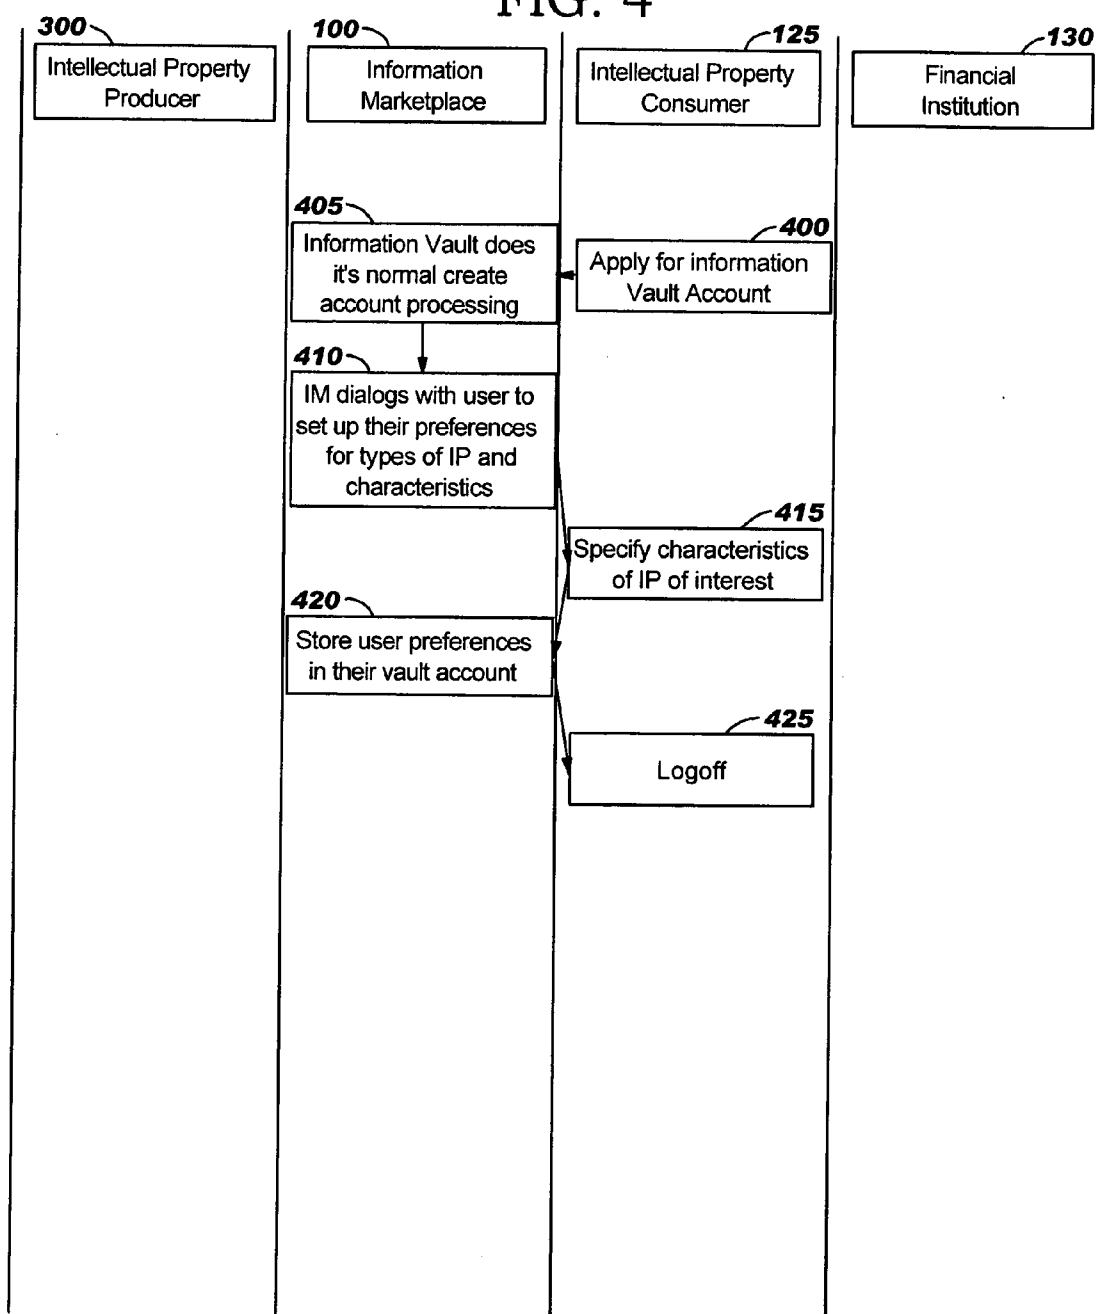 FIG. 4
300
Intellectual Property
Producer
100
Information
Marketplace
125
Intellectual Property
Consumer
130
Financial
Institution
405
Information Vault does
it's normal create
account processing
400
Apply for information
Vault Account
410
IM dialogs with user to
set up their preferences
for types of IP and
characteristics
415
Specify characteristics
of IP of interest
420
Store user preferences
in their vault account
425
Logoff